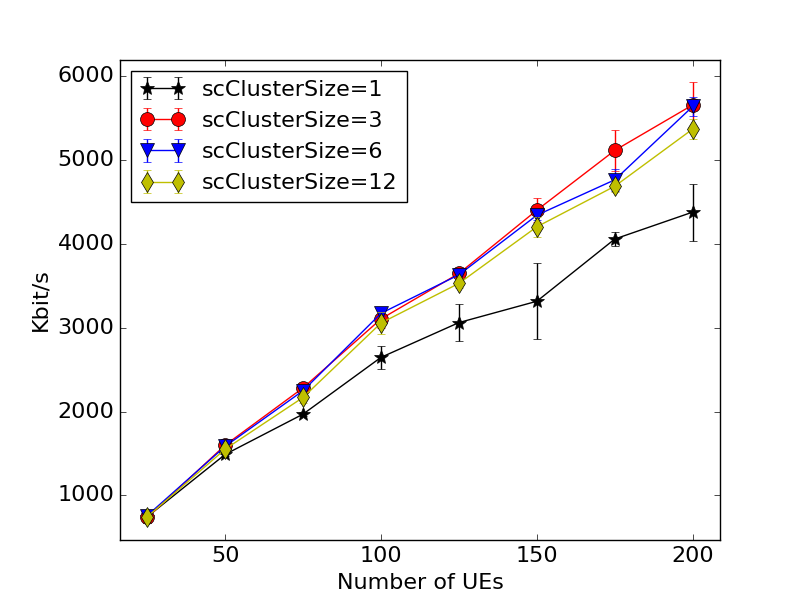 6000
5000
4000
3000
2000
1000
Kbit/s
scClusterSize=1
scClusterSize=3
scClusterSize=6
scClusterSize=12
50
100
150
200
Number of UEs